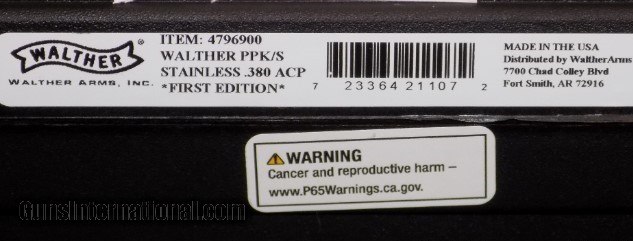 WALTHER
WALTHER ARMS, INC.
ITEM: 4796900
WALTHER PPK/S
STAINLESS .380 ACP
*FIRST EDITION*
7 23364 21107 2
MADE IN THE USA
Distributed by WaltherArms
7700 Chad Colley Blvd
Fort Smith, AR 72916
WARNING
Cancer and reproductive harm –
www.P65Warnings.ca.gov.
GunsInternational.com